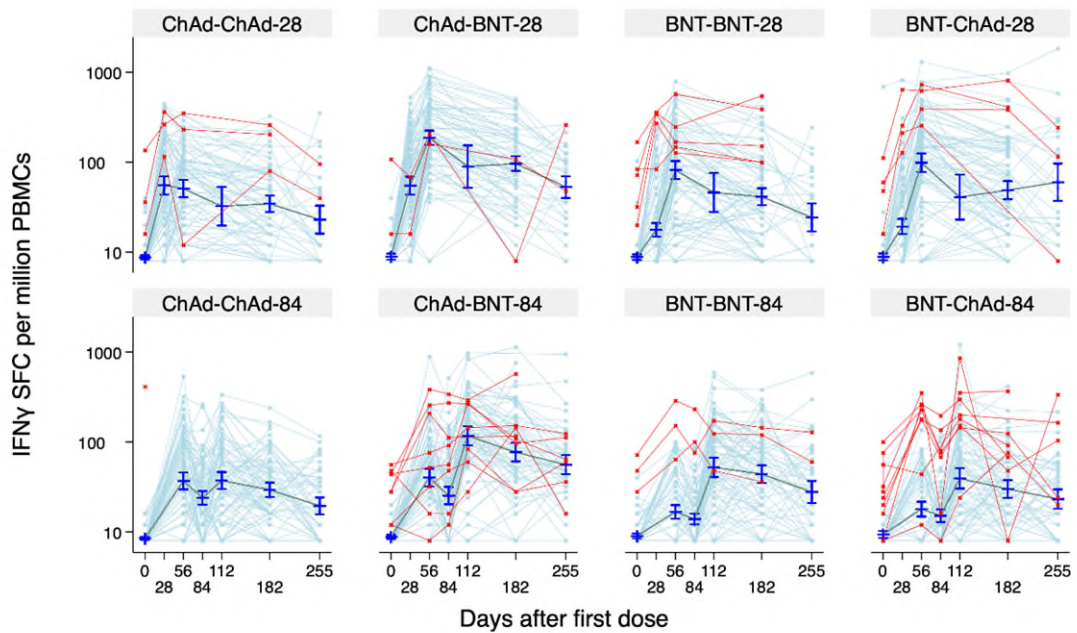 ChAd-ChAd-28 ChAd-BNT-28 BNT-BNT-28 BNT-ChAd-28
1000
100
10
IFNγ SFC per million PBMCs
ChAd-ChAd-84 ChAd-BNT-84 BNT-BNT-84 BNT-ChAd-84
1000
100
10
0 56 112 255 0 56 112 255 0 56 112 255 0 56 112 255
28 84 182 28 84 182 28 84 182 28 84 182
Days after first dose